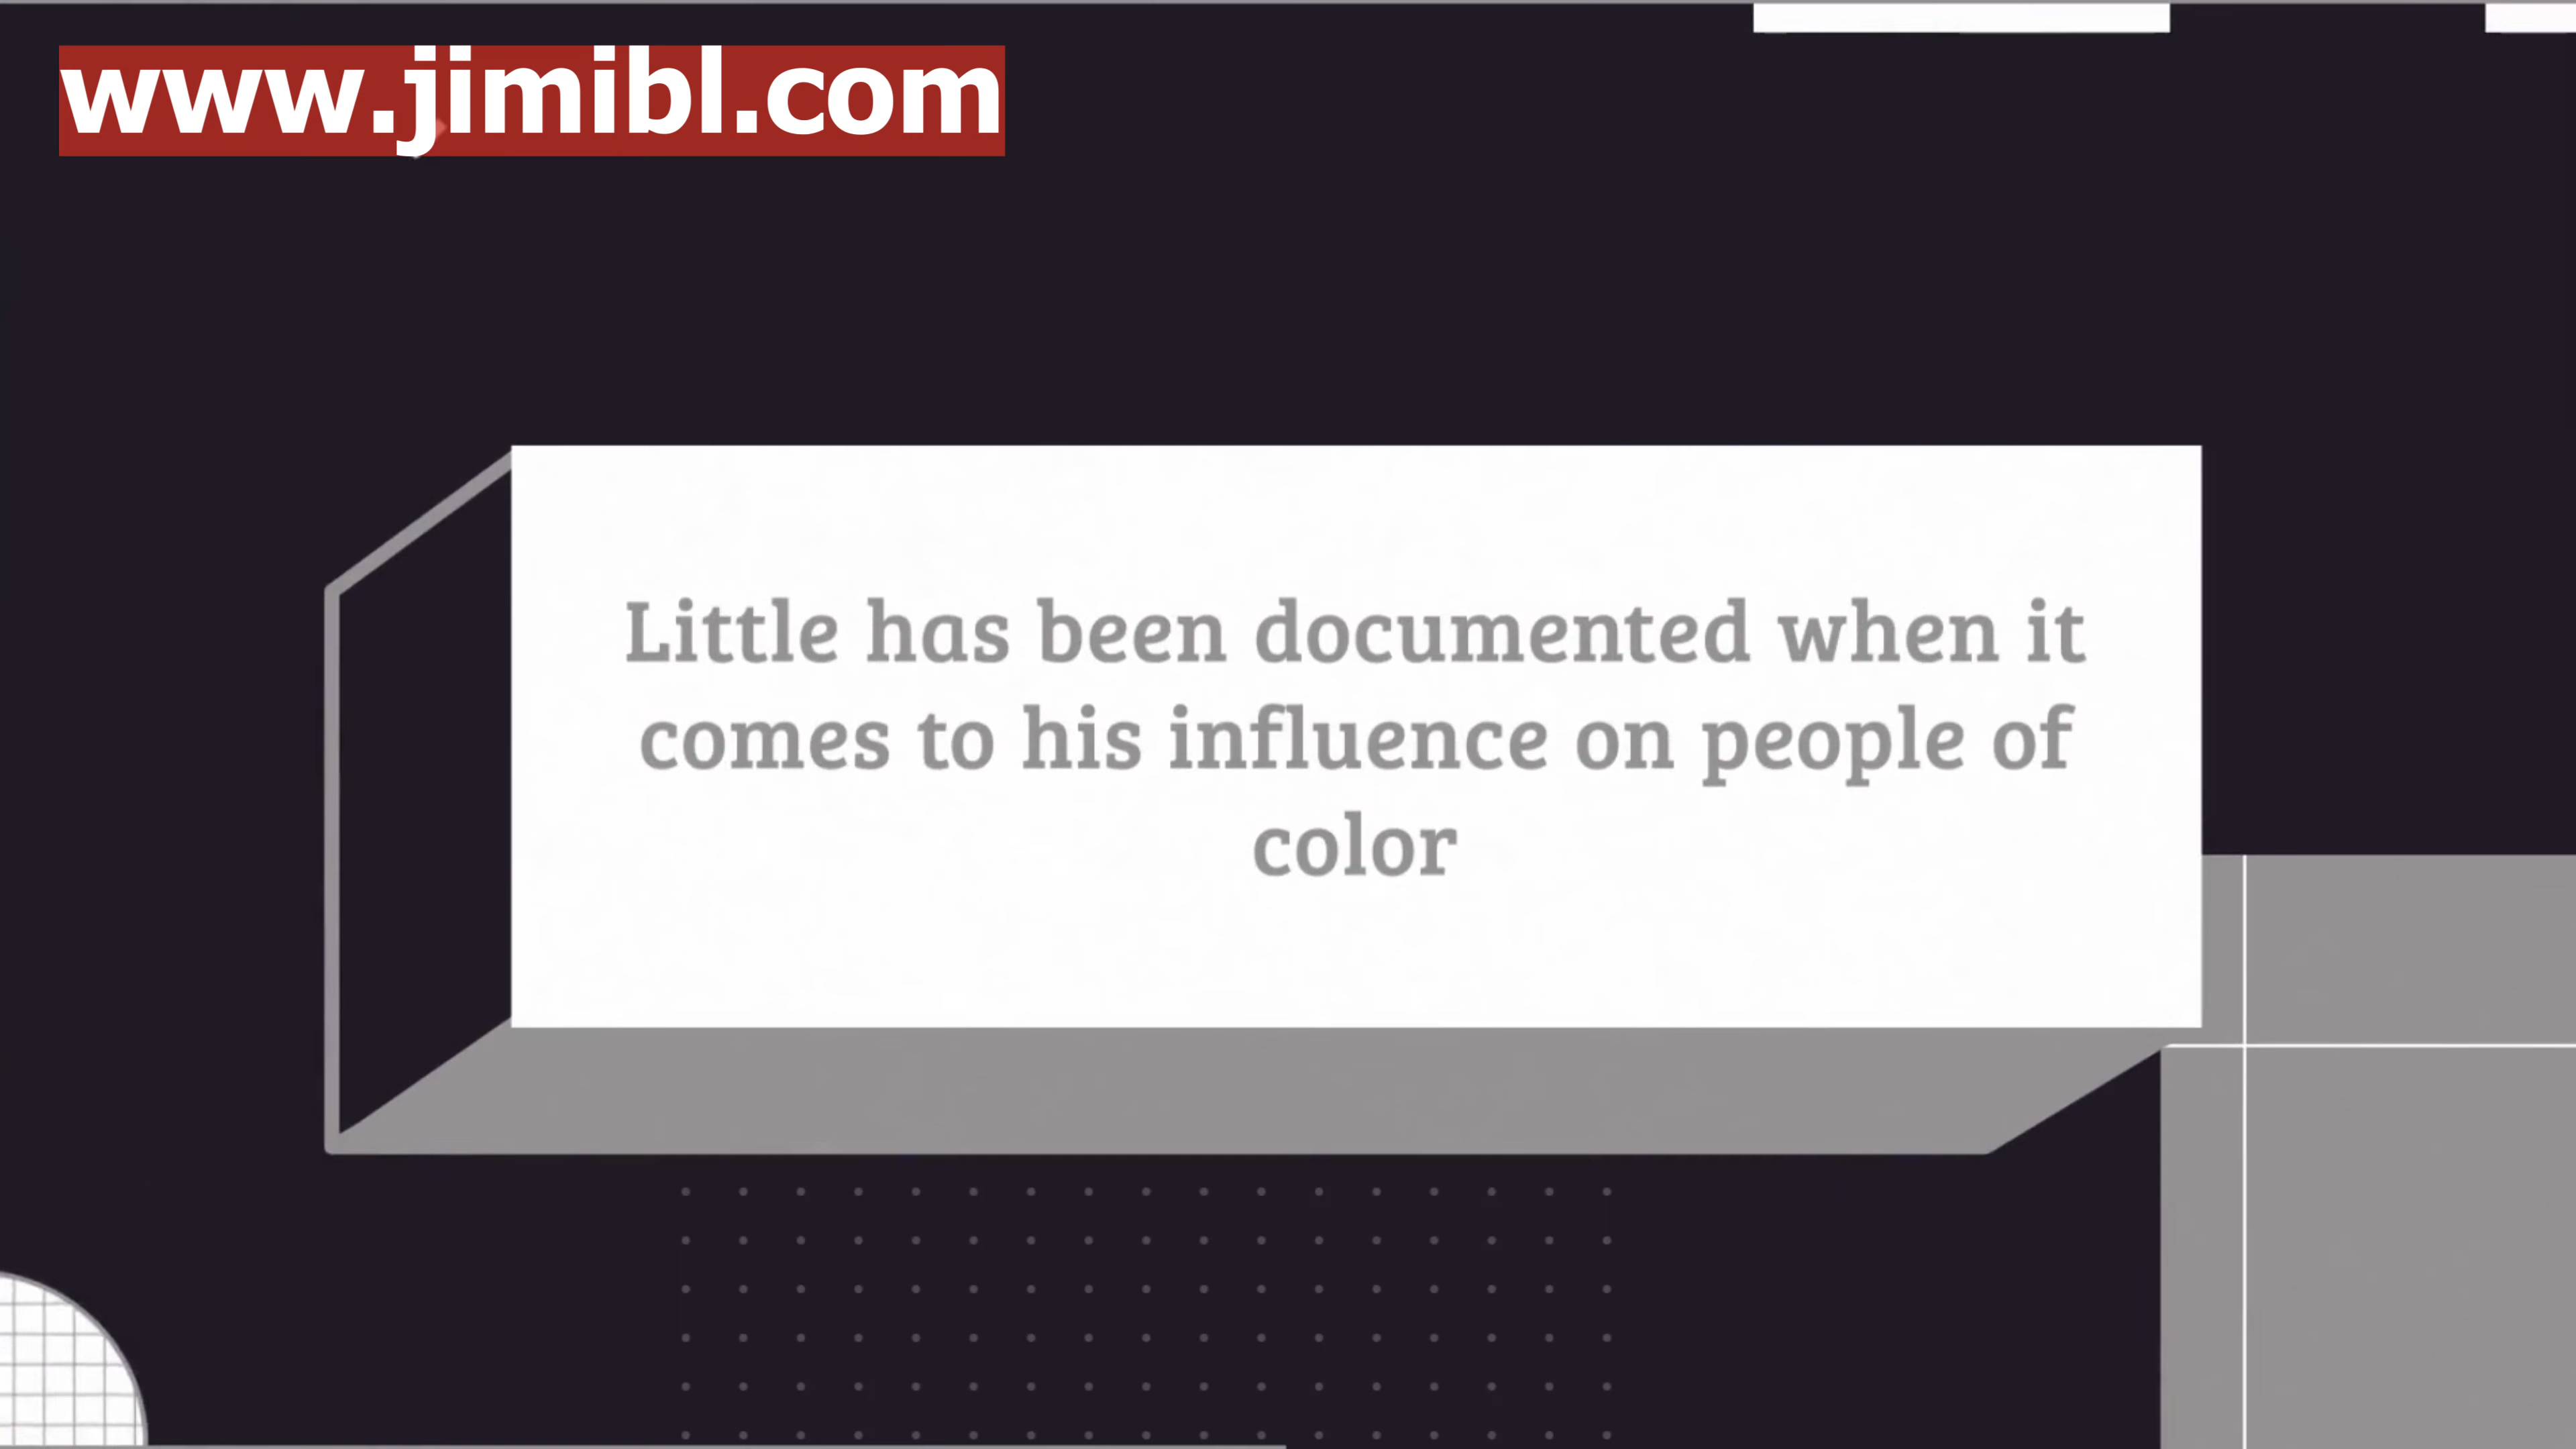 www.jimibl.com
Little has been documented when it
comes to his influence on people of
color